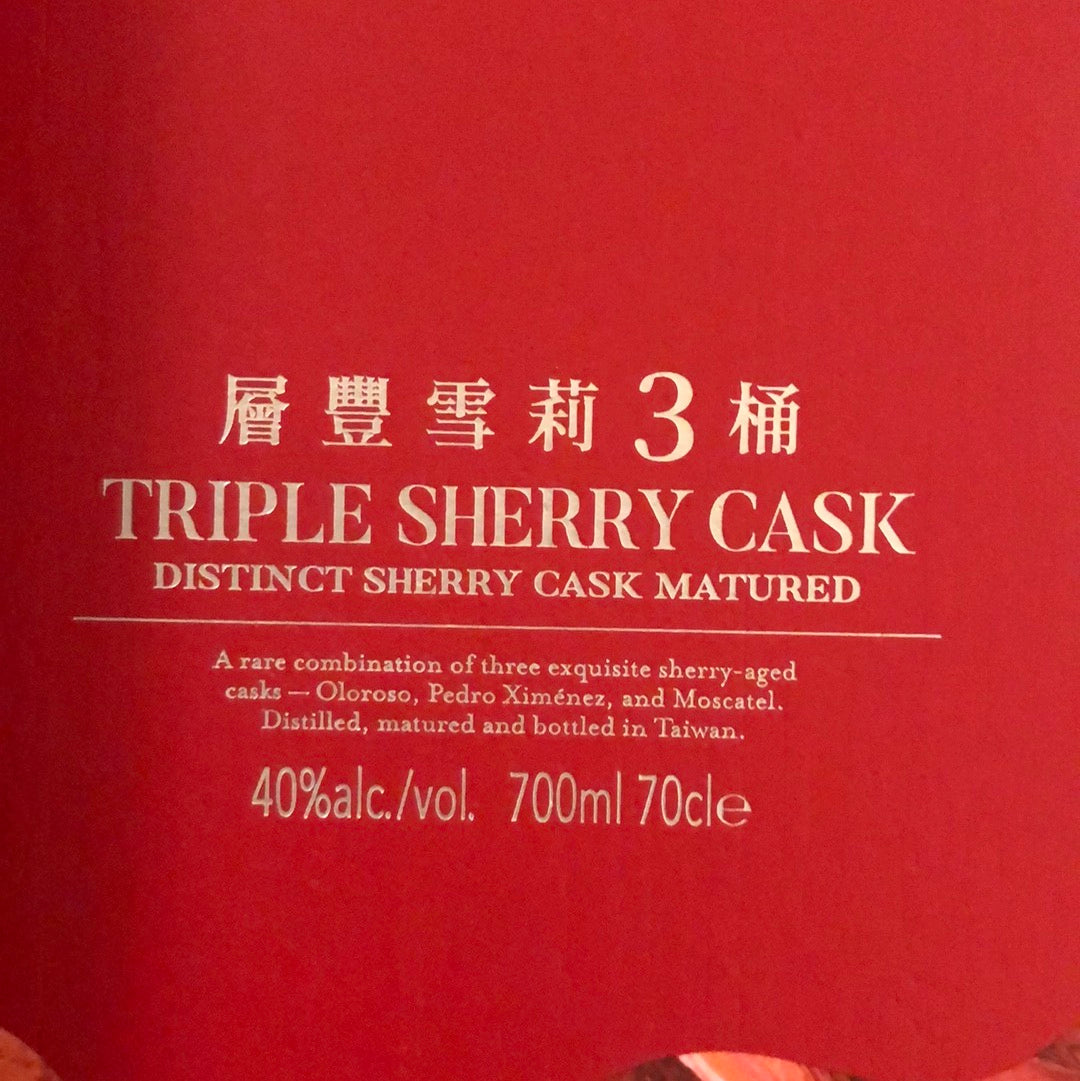 層豐雪莉3桶
TRIPLE SHERRY CASK
DISTINCT SHERRY CASK MATURED
A rare combination of three exquisite sherry-aged
casks — Oloroso, Pedro Ximénez, and Moscatel.
Distilled, matured and bottled in Taiwan.
40%alc./vol. 700ml 70cl℮